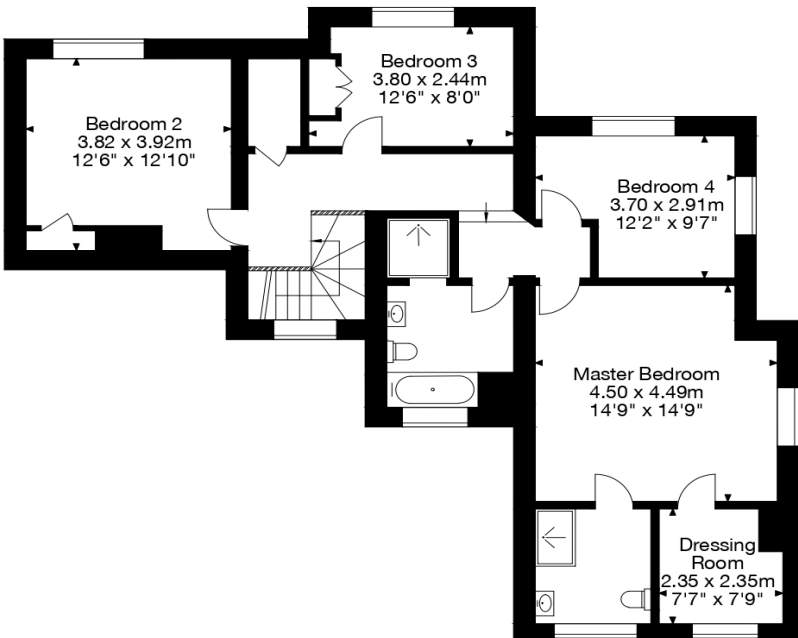 Bedroom 3
3.80 x 2.44m
12'6" x 8'0"
Bedroom 2
3.82 x 3.92m
12'6" x 12'10"
Bedroom 4
3.70 x 2.91m
12'2" x 9'7"
Master Bedroom
4.50 x 4.49m
14'9" x 14'9"
Dressing
Room
2.35 x 2.35m
7'7" x 7'9"